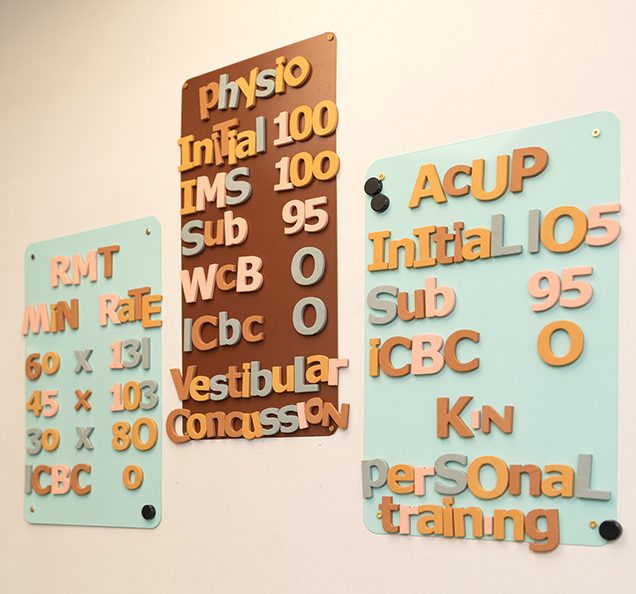 RMT
MiN RaTE
60 x 131
45 x 103
30 x 80
ICBC 0
physio
InITial 100
IMS 100
Sub 95
WcB 0
ICbc 0
VestibulaLr
ConcussioN
AcUP
InItiaL 105
Sub 95
iCBC 0
KiN
perSOnaL
training